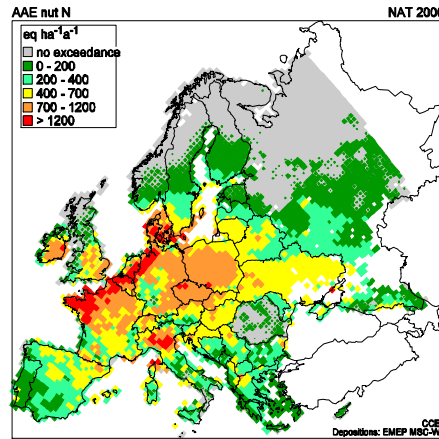 AAE nut N NAT 2000
eq ha⁻¹a⁻¹
no exceedance
0 - 200
200 - 400
400 - 700
700 - 1200
> 1200
CCE
Depositions: EMEP MSC-W